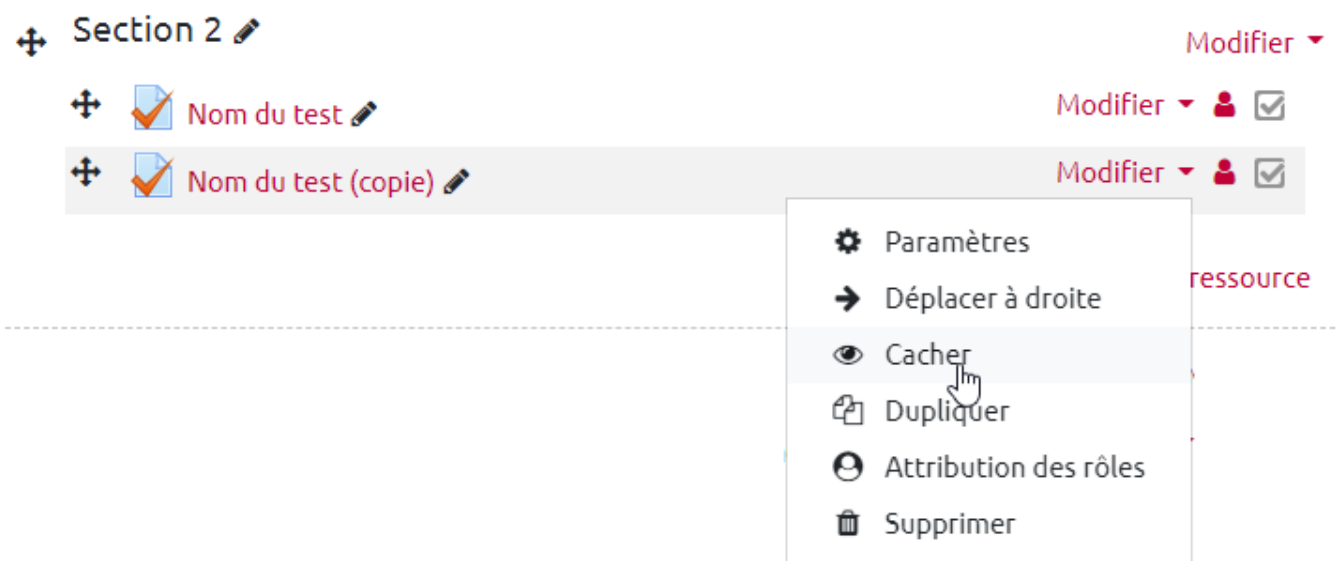 Section 2
Modifier
Nom du test
Modifier
Nom du test (copie)
Modifier
Paramètres
ressource
Déplacer à droite
Cacher
Dupliquer
Attribution des rôles
Supprimer